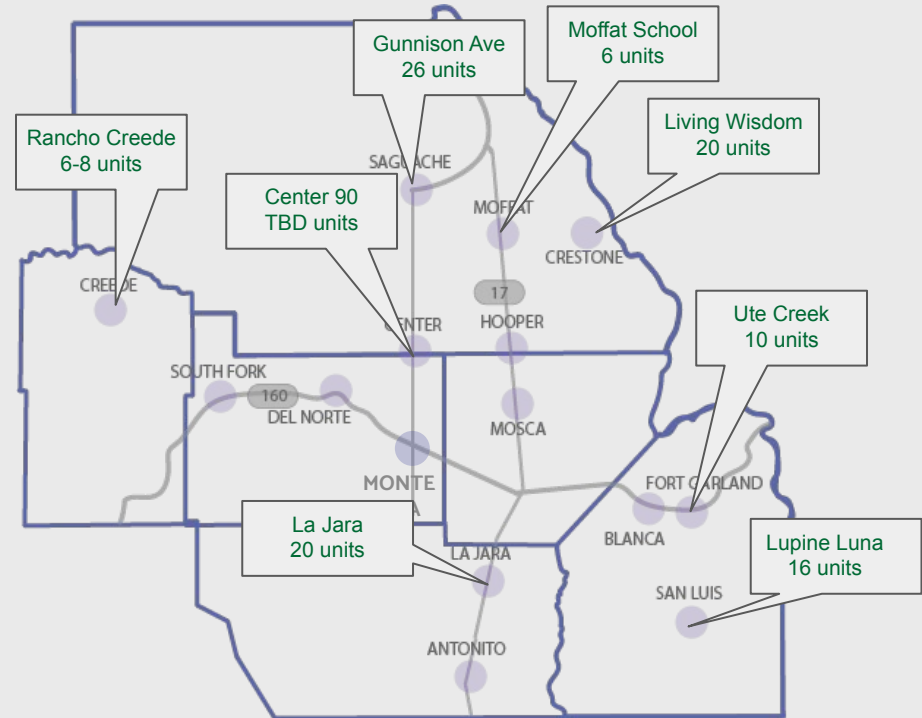 Gunnison Ave
26 units
Moffat School
6 units
Rancho Creede
6-8 units
Living Wisdom
20 units
SAGUACHE
Center 90
TBD units
MOFFAT
CRESTONE
CREEDE
17
Ute Creek
10 units
CENTER
HOOPER
SOUTH FORK
160
DEL NORTE
MOSCA
MONTE
FORT GARLAND
La Jara
20 units
BLANCA
Lupine Luna
16 units
LA JARA
SAN LUIS
ANTONITO